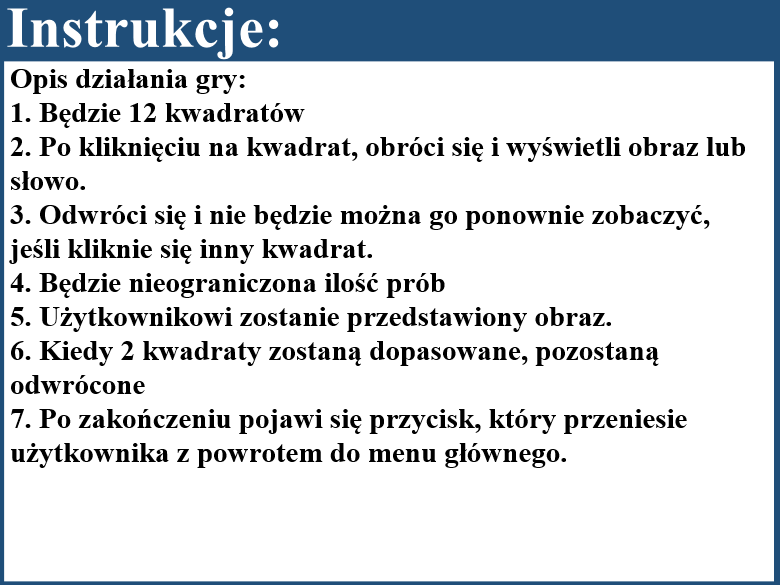 Instrukcje:
Opis działania gry:
1. Będzie 12 kwadratów
2. Po kliknięciu na kwadrat, obróci się i wyświetli obraz lub
słowo.
3. Odwróci się i nie będzie można go ponownie zobaczyć,
jeśli kliknie się inny kwadrat.
4. Będzie nieograniczona ilość prób
5. Użytkownikowi zostanie przedstawiony obraz.
6. Kiedy 2 kwadraty zostaną dopasowane, pozostaną
odwrócone
7. Po zakończeniu pojawi się przycisk, który przeniesie
użytkownika z powrotem do menu głównego.